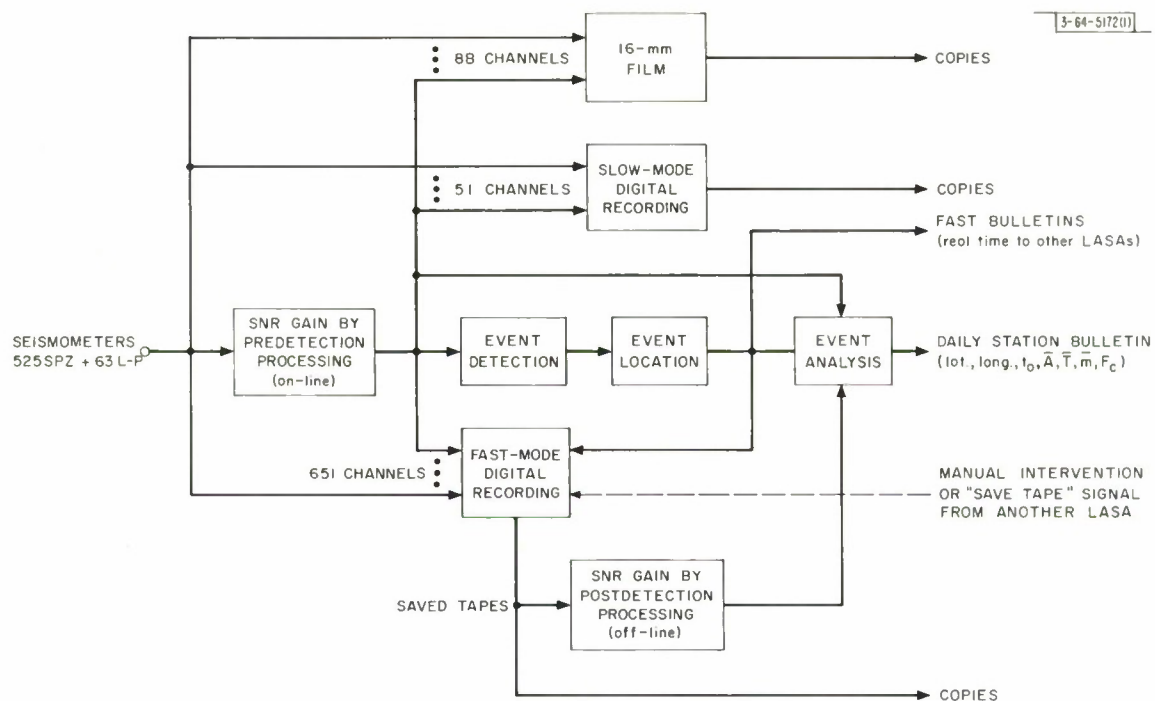 3-64-5172(1)
88 CHANNELS
16-mm
FILM
COPIES
51 CHANNELS
SLOW-MODE
DIGITAL
RECORDING
COPIES
FAST BULLETINS
(real time to other LASAs)
SEISMOMETERS
525SPZ + 63L-P
SNR GAIN BY
PREDETECTION
PROCESSING
(on-line)
EVENT
DETECTION
EVENT
LOCATION
EVENT
ANALYSIS
DAILY STATION BULLETIN
(lat., long., t₀, A̅, T̅, m̅, F_c)
651 CHANNELS
FAST-MODE
DIGITAL
RECORDING
MANUAL INTERVENTION
OR "SAVE TAPE" SIGNAL
FROM ANOTHER LASA
SAVED TAPES
SNR GAIN BY
POSTDETECTION
PROCESSING
(off-line)
COPIES